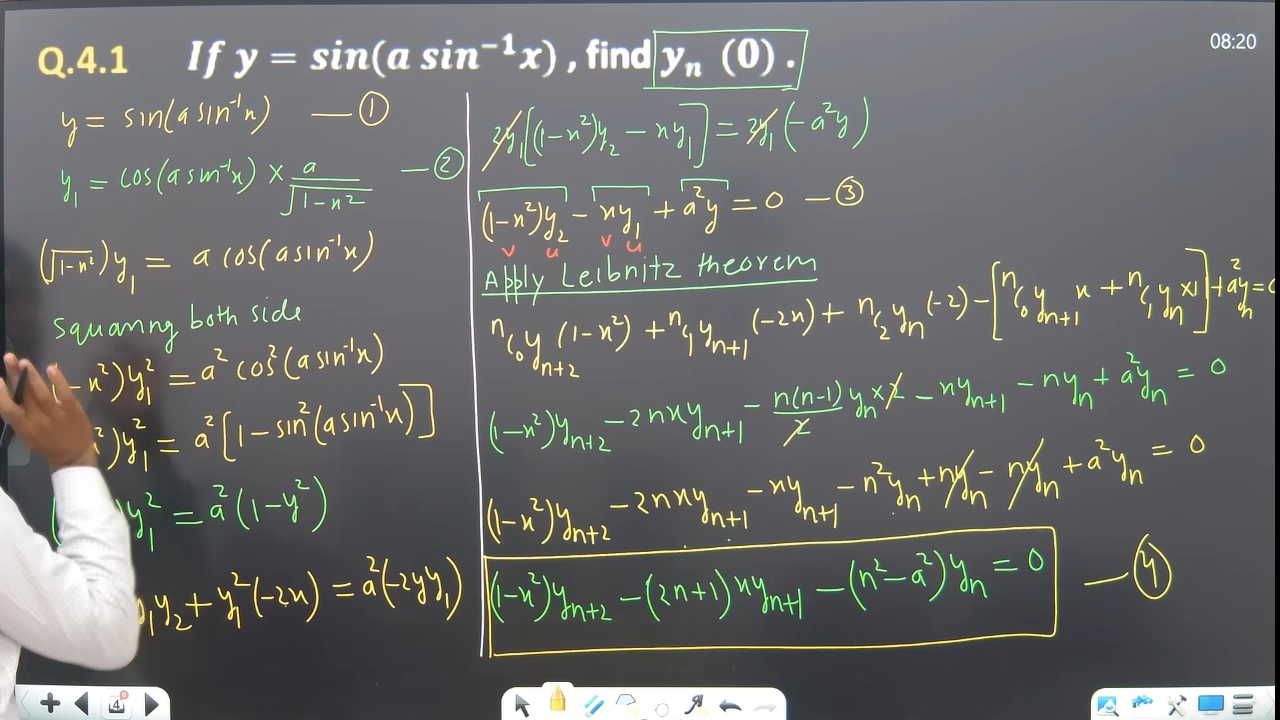 08:20
Q.4.1 If y = sin(a sin⁻¹x) , find yₙ (0) .
y = sin(a sin⁻¹x) — ①
y₁ = cos(a sin⁻¹x) × a/√(1-x²) — ②
(√(1-x²)) y₁ = a cos(a sin⁻¹x)
squaring both side
-x²)y₁² = a² cos²(a sin⁻¹x)
²)y₁² = a²[1-sin²(a sin⁻¹x)]
y₁² = a²(1-y²)
y₁y₂ + y₁²(-2x) = a²(-2yy₁)
2y₁[(1-x²)y₂ - xy₁] = 2y₁(-a²y)
(1-x²)y₂ - xy₁ + a²y = 0 — ③
v u v u
Apply Leibnitz theorem
ⁿC₀yₙ₊₂(1-x²) + ⁿC₁yₙ₊₁(-2x) + ⁿC₂yₙ(-2) - [ⁿC₀yₙ₊₁x + ⁿC₁yₙ×1] + a²yₙ = 0
(1-x²)yₙ₊₂ - 2nxyₙ₊₁ - n(n-1)/2 yₙ×2 - xyₙ₊₁ - nyₙ + a²yₙ = 0
(1-x²)yₙ₊₂ - 2nxyₙ₊₁ - xyₙ₊₁ - n²yₙ + nyₙ - nyₙ + a²yₙ = 0
(1-x²)yₙ₊₂ - (2n+1)xyₙ₊₁ - (n²-a²)yₙ = 0 — ④
4